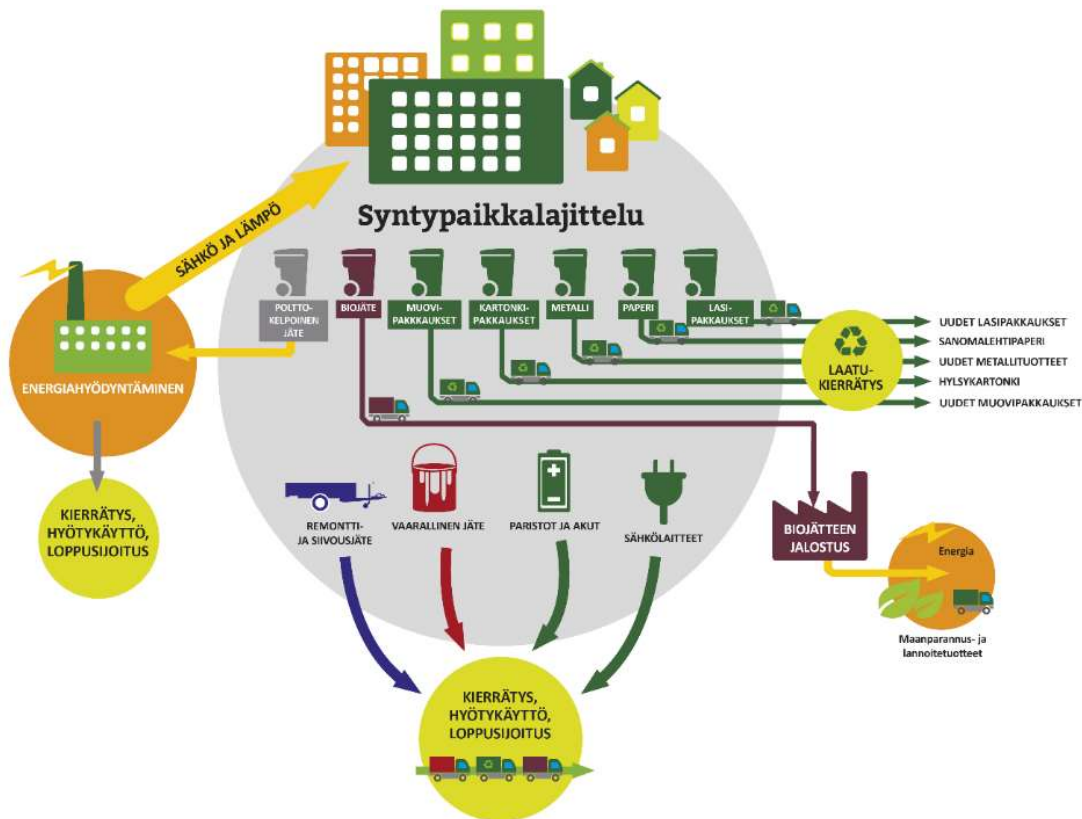 Syntypaikkalajittelu
SÄHKÖ JA LÄMPÖ
POLTTO-
KELPOINEN
JÄTE
BIOJÄTE
MUOVI-
PAKKKAUKSET
KARTONKI-
PAKKAUKSET
METALLI
PAPERI
LASI-
PAKKAUKSET
UUDET LASIPAKKAUKSET
SANOMALEHTIPAPERI
UUDET METALLITUOTTEET
HYLSYKARTONKI
UUDET MUOVIPAKKAUKSET
LAATU-
KIERRÄTYS
ENERGIAHYÖDYNTÄMINEN
KIERRÄTYS,
HYÖTYKÄYTTÖ,
LOPPUSIJOITUS
REMONTTI-
JA SIIVOUSJÄTE
VAARALLINEN JÄTE
PARISTOT JA AKUT
SÄHKÖLAITTEET
BIOJÄTTEEN
JALOSTUS
Energia
Maanparannus- ja
lannoitetuotteet
KIERRÄTYS,
HYÖTYKÄYTTÖ,
LOPPUSIJOITUS